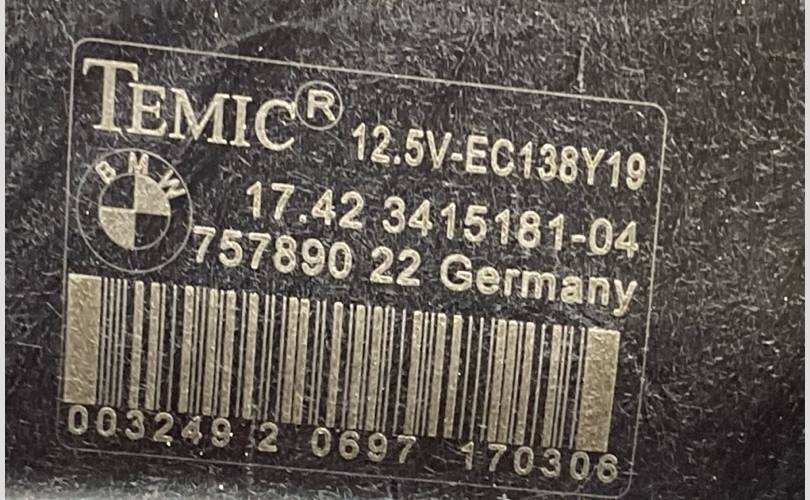 TEMIC® 12.5V-EC138Y19
BMW
17.42 3415181-04
757890 22 Germany
003249 2 0697 170306